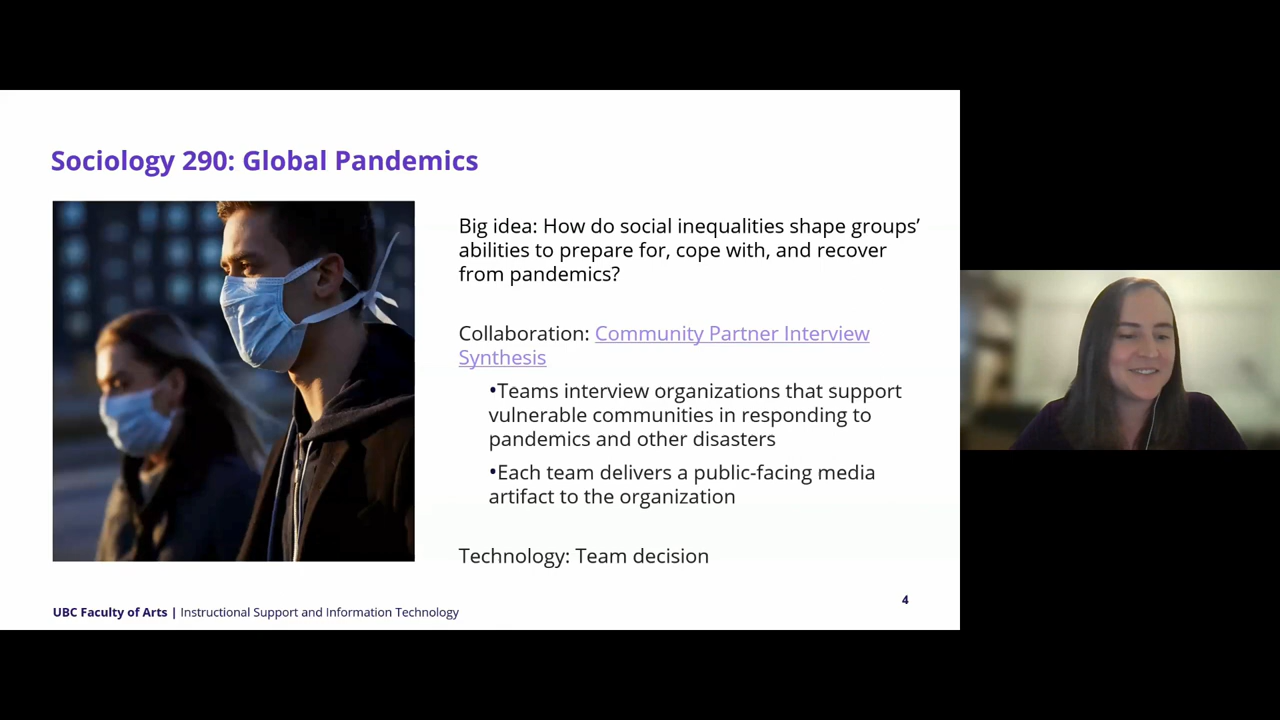 Sociology 290: Global Pandemics
Big idea: How do social inequalities shape groups’
abilities to prepare for, cope with, and recover
from pandemics?
Collaboration: Community Partner Interview
Synthesis
•Teams interview organizations that support
vulnerable communities in responding to
pandemics and other disasters
•Each team delivers a public-facing media
artifact to the organization
Technology: Team decision
UBC Faculty of Arts | Instructional Support and Information Technology
4